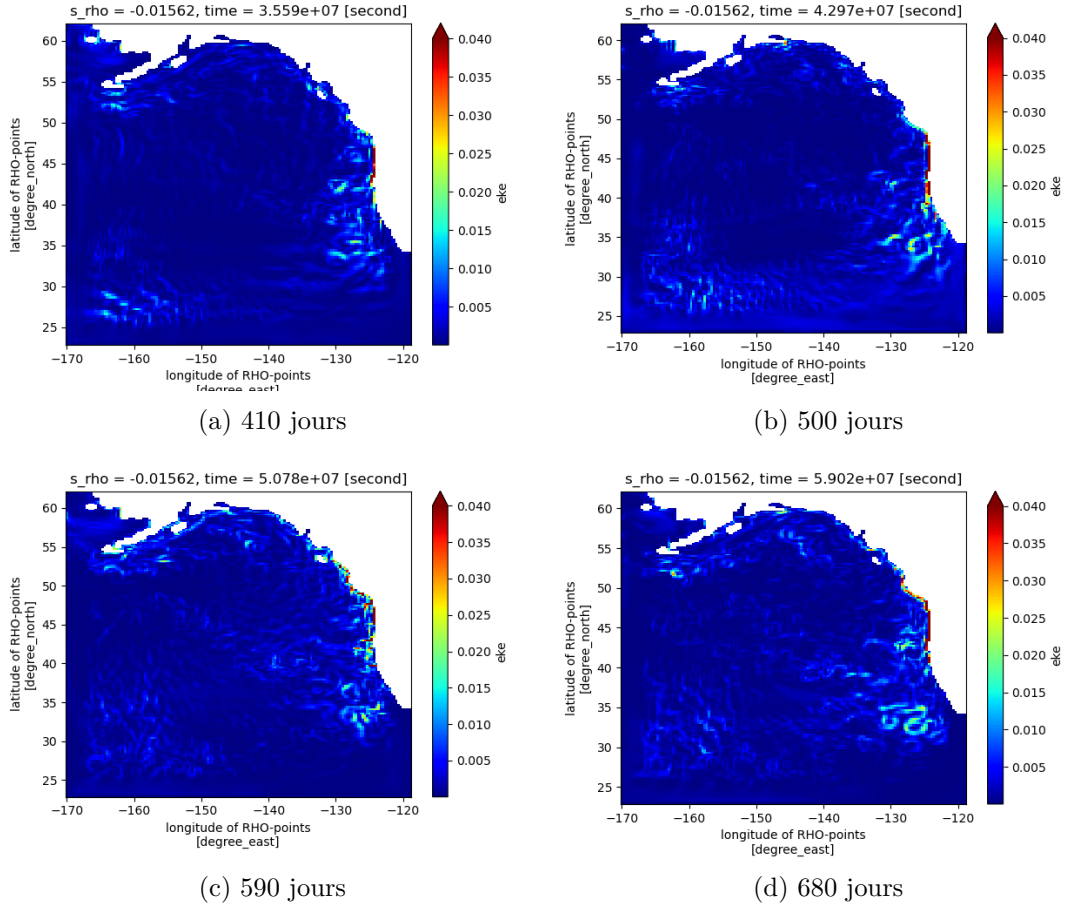 s_rho = -0.01562, time = 3.559e+07 [second]
60
55
50
45
40
35
30
25
latitude of RHO-points
[degree_north]
−170 −160 −150 −140 −130 −120
longitude of RHO-points
[degree_east]
0.040
0.035
0.030
0.025
0.020
0.015
0.010
0.005
eke
(a) 410 jours
s_rho = -0.01562, time = 4.297e+07 [second]
60
55
50
45
40
35
30
25
latitude of RHO-points
[degree_north]
−170 −160 −150 −140 −130 −120
longitude of RHO-points
[degree_east]
0.040
0.035
0.030
0.025
0.020
0.015
0.010
0.005
eke
(b) 500 jours
s_rho = -0.01562, time = 5.078e+07 [second]
60
55
50
45
40
35
30
25
latitude of RHO-points
[degree_north]
−170 −160 −150 −140 −130 −120
longitude of RHO-points
[degree_east]
0.040
0.035
0.030
0.025
0.020
0.015
0.010
0.005
eke
(c) 590 jours
s_rho = -0.01562, time = 5.902e+07 [second]
60
55
50
45
40
35
30
25
latitude of RHO-points
[degree_north]
−170 −160 −150 −140 −130 −120
longitude of RHO-points
[degree_east]
0.040
0.035
0.030
0.025
0.020
0.015
0.010
0.005
eke
(d) 680 jours